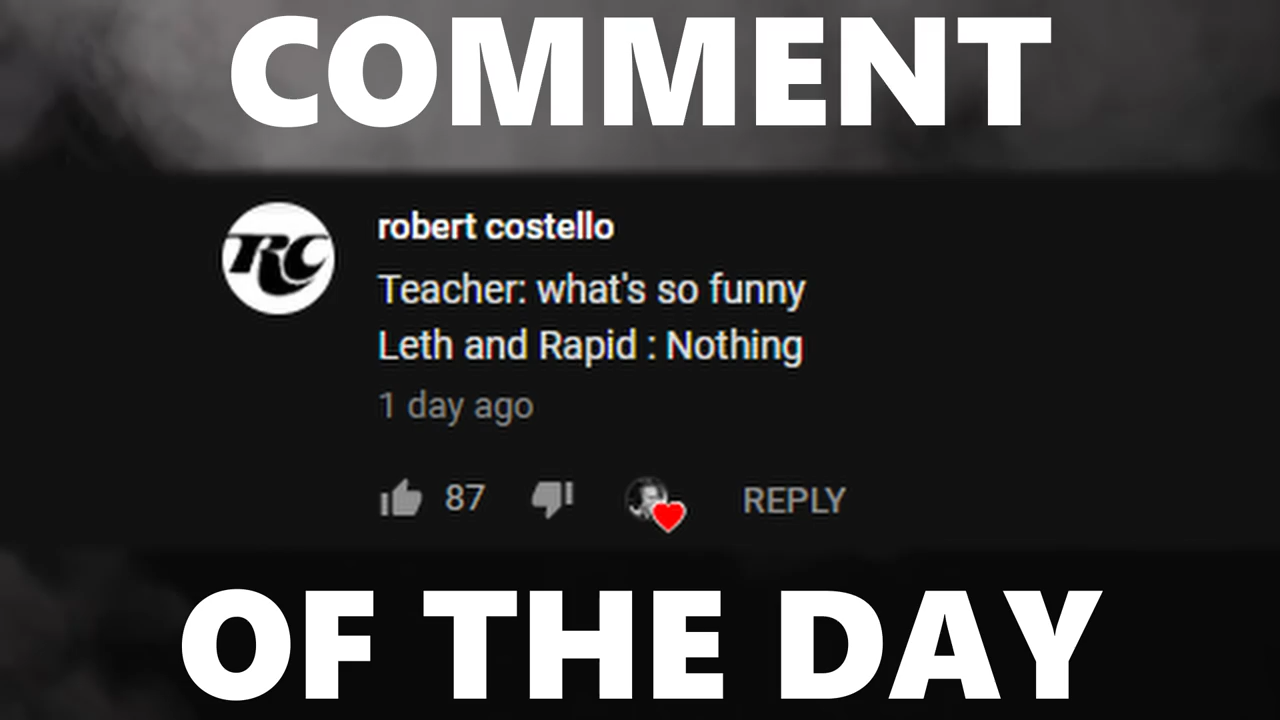 COMMENT
RC
robert costello
Teacher: what's so funny
Leth and Rapid : Nothing
1 day ago
87
REPLY
OF THE DAY